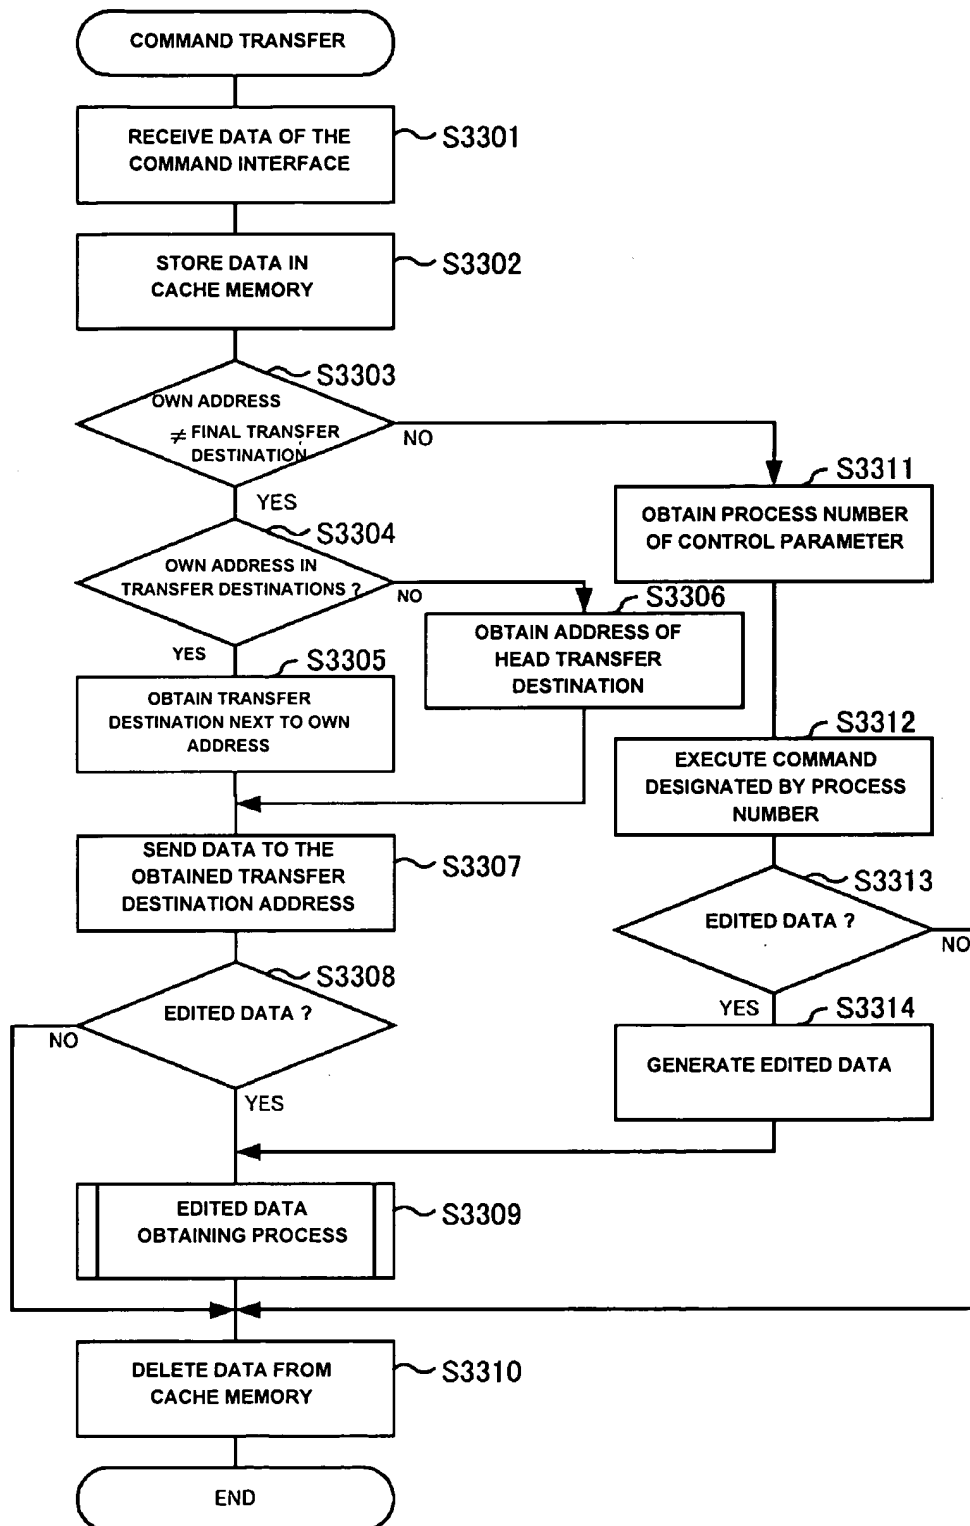 COMMAND TRANSFER
RECEIVE DATA OF THE
COMMAND INTERFACE
S3301
STORE DATA IN
CACHE MEMORY
S3302
S3303
OWN ADDRESS
≠ FINAL TRANSFER
DESTINATION
NO
YES
S3304
OWN ADDRESS IN
TRANSFER DESTINATIONS ?
NO
YES
S3305
OBTAIN TRANSFER
DESTINATION NEXT TO OWN
ADDRESS
S3306
OBTAIN ADDRESS OF
HEAD TRANSFER
DESTINATION
SEND DATA TO THE
OBTAINED TRANSFER
DESTINATION ADDRESS
S3307
S3308
EDITED DATA ?
NO
YES
EDITED DATA
OBTAINING PROCESS
S3309
DELETE DATA FROM
CACHE MEMORY
S3310
END
S3311
OBTAIN PROCESS NUMBER
OF CONTROL PARAMETER
S3312
EXECUTE COMMAND
DESIGNATED BY PROCESS
NUMBER
S3313
EDITED DATA ?
NO
YES
S3314
GENERATE EDITED DATA